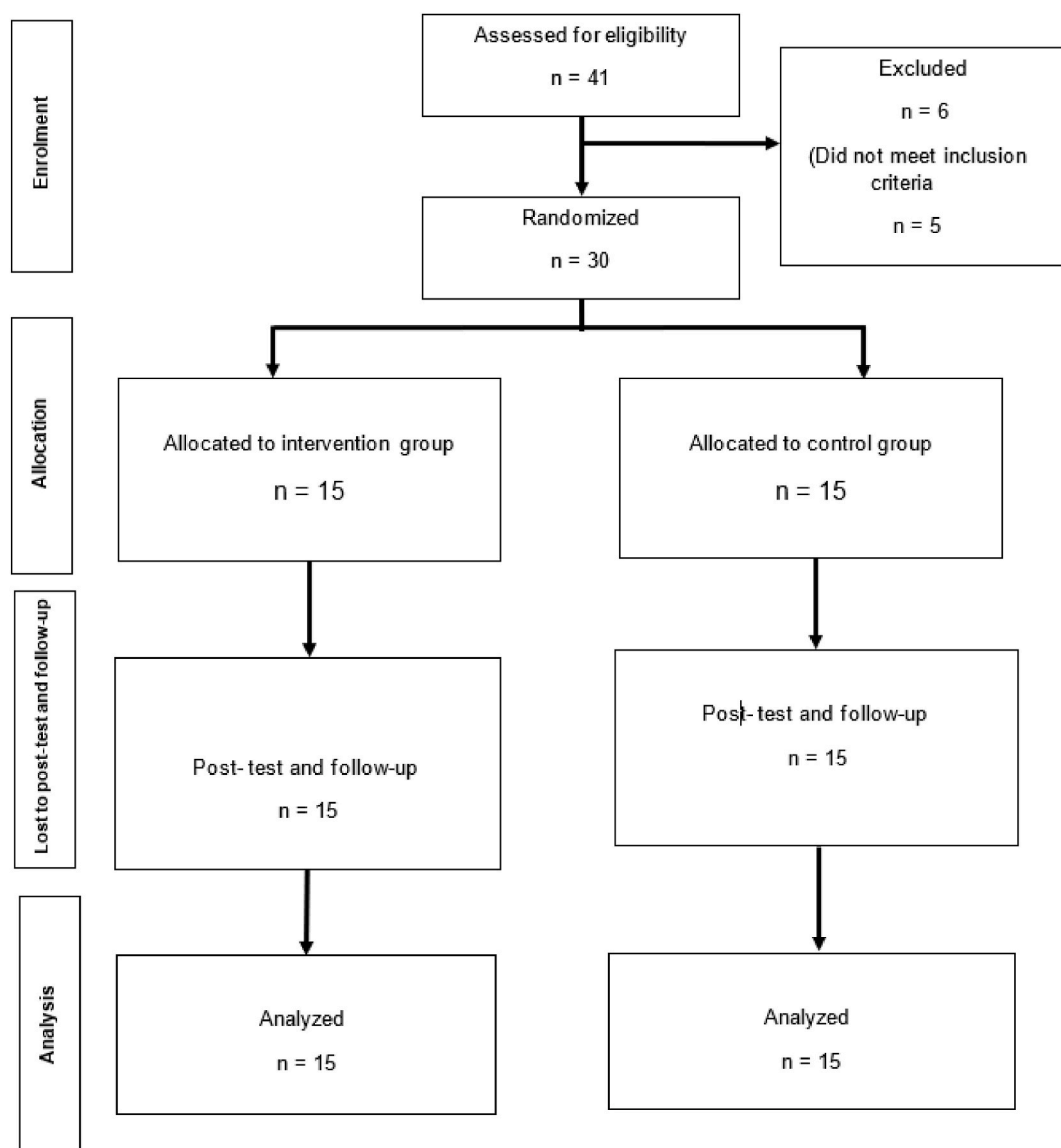 Enrolment
Assessed for eligibility
n = 41
Excluded
n = 6
(Did not meet inclusion
criteria
n = 5
Randomized
n = 30
Allocation
Allocated to intervention group
n = 15
Allocated to control group
n = 15
Lost to post-test and follow-up
Post- test and follow-up
n = 15
Post- test and follow-up
n = 15
Analysis
Analyzed
n = 15
Analyzed
n = 15